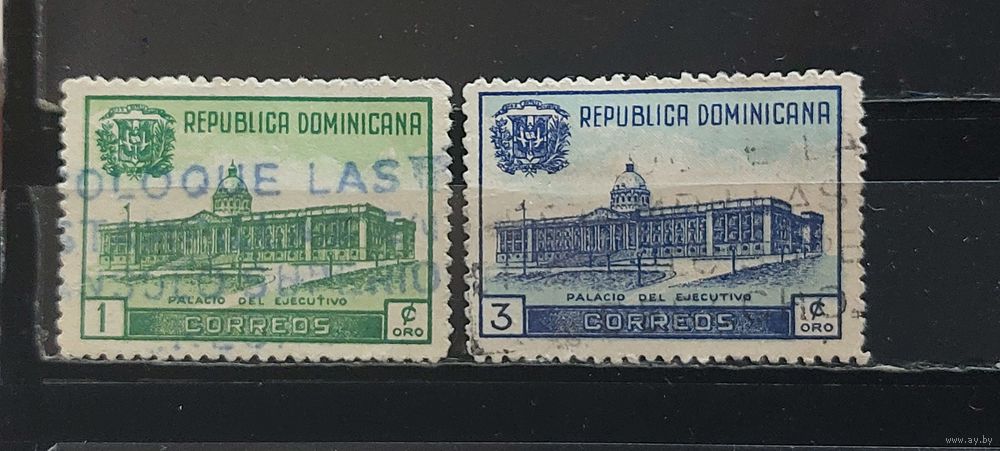 REPUBLICA DOMINICANA
OLOQUE LAS
PALACIO DEL EJECUTIVO
1 CORREOS ¢ ORO
REPUBLICA DOMINICANA
PALACIO DEL EJECUTIVO
3 CORREOS ¢ ORO
www.ay.by